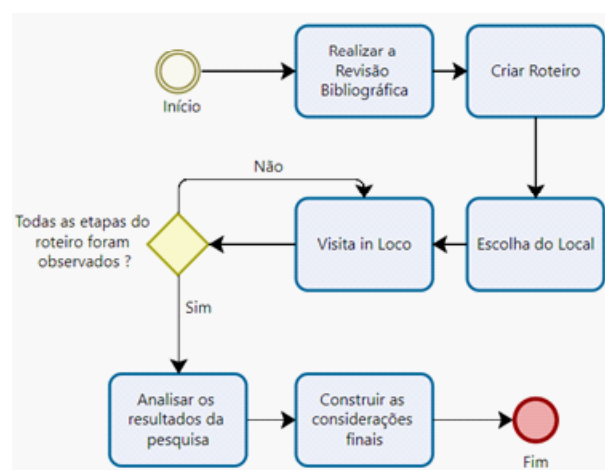 Início
Realizar a
Revisão
Bibliográfica
Criar Roteiro
Escolha do Local
Visita in Loco
Não
Todas as etapas do
roteiro foram
observados ?
Sim
Analisar os
resultados da
pesquisa
Construir as
considerações
finais
Fim